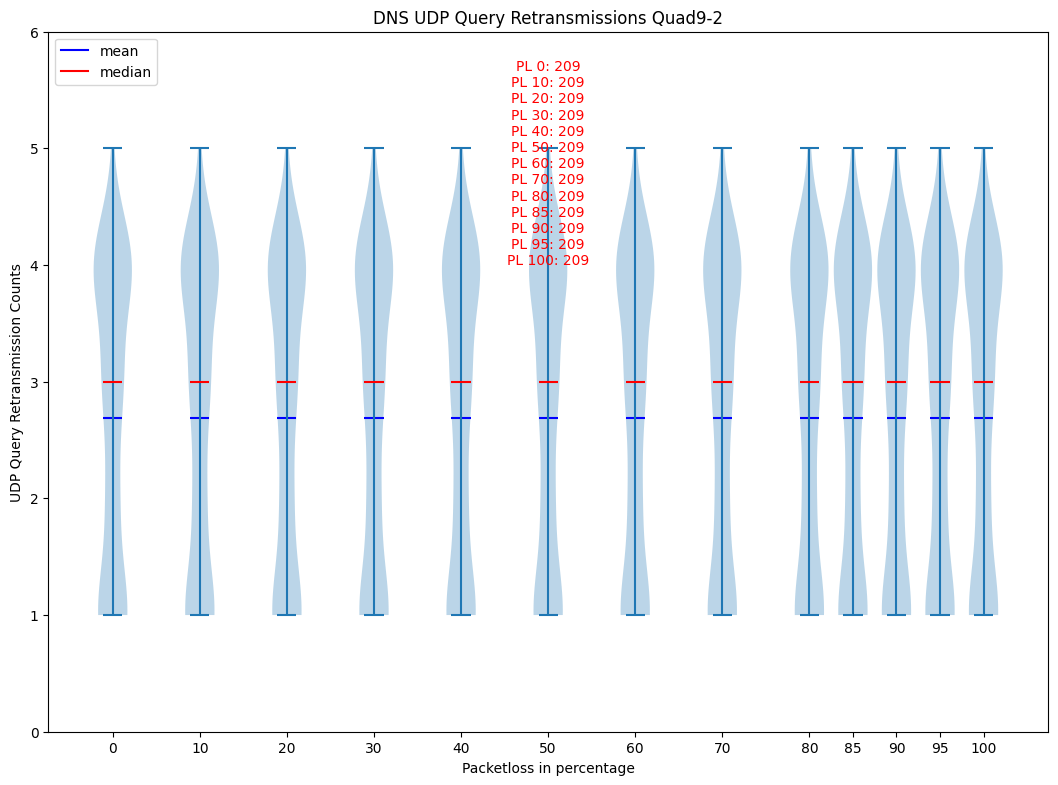 DNS UDP Query Retransmissions Quad9-2
mean
median
PL 0: 209
PL 10: 209
PL 20: 209
PL 30: 209
PL 40: 209
PL 50: 209
PL 60: 209
PL 70: 209
PL 80: 209
PL 85: 209
PL 90: 209
PL 95: 209
PL 100: 209
UDP Query Retransmission Counts
6
5
4
3
2
1
0
0 10 20 30 40 50 60 70 80 85 90 95 100
Packetloss in percentage